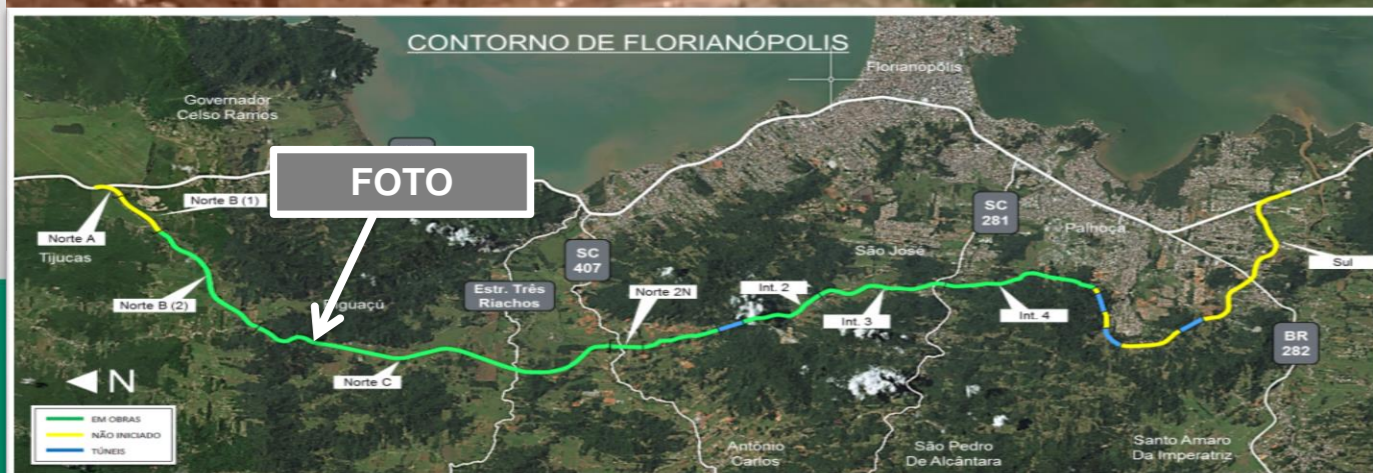 CONTORNO DE FLORIANÓPOLIS
Florianópolis
Governador
Celso Ramos
FOTO
Norte B (1)
Norte A
Tijucas
SC
281
SC
407
São José
Palhoça
Sul
Norte B (2)
Estr. Três
Riachos
Norte 2N
Int. 2
Int. 3
Int. 4
BR
282
N
Norte C
EM OBRAS
NÃO INICIADO
TÚNEIS
Antônio
Carlos
São Pedro
De Alcântara
Santo Amaro
Da Imperatriz